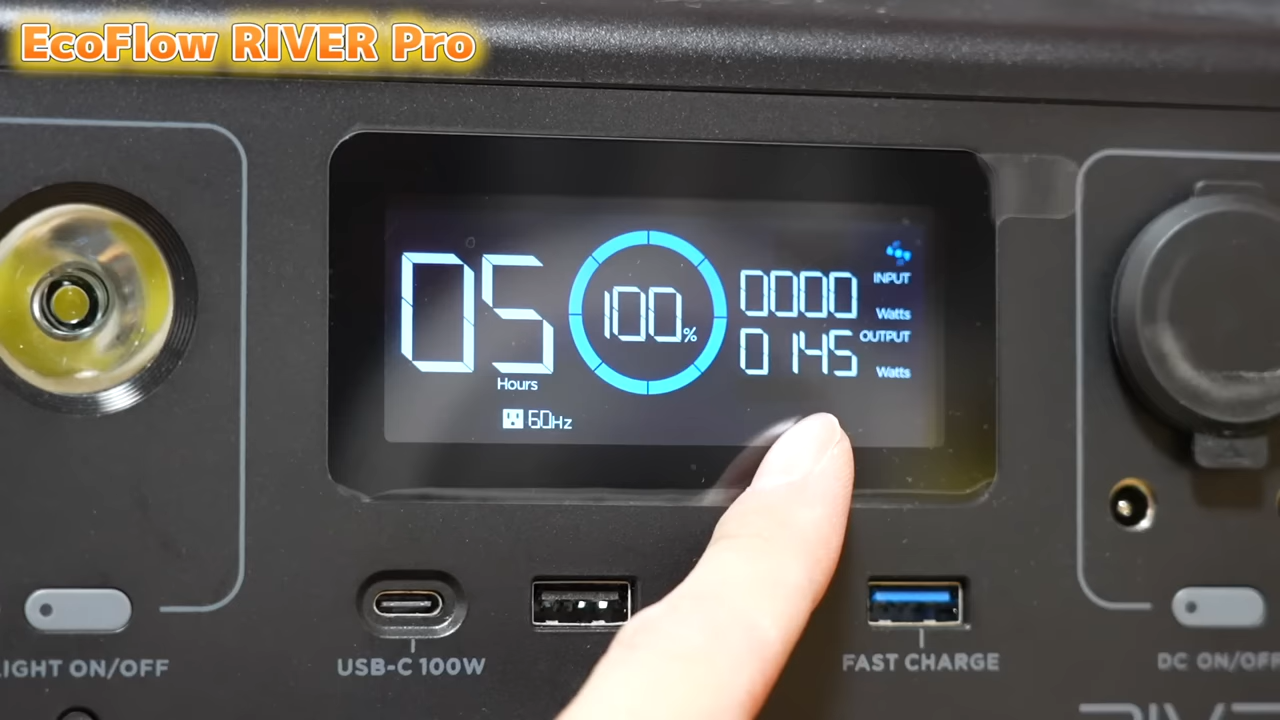 EcoFlow RIVER Pro
05
Hours
60Hz
100%
INPUT
0000
Watts
OUTPUT
0145
Watts
LIGHT ON/OFF
USB-C 100W
FAST CHARGE
DC ON/OFF